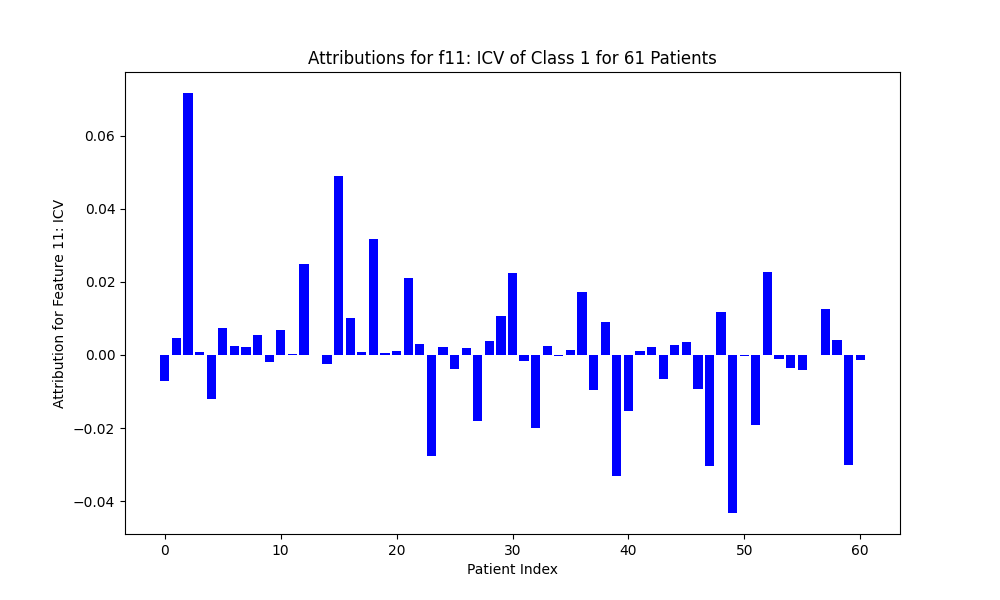 Attributions for f11: ICV of Class 1 for 61 Patients
Attribution for Feature 11: ICV
0.06
0.04
0.02
0.00
−0.02
−0.04
0 10 20 30 40 50 60
Patient Index